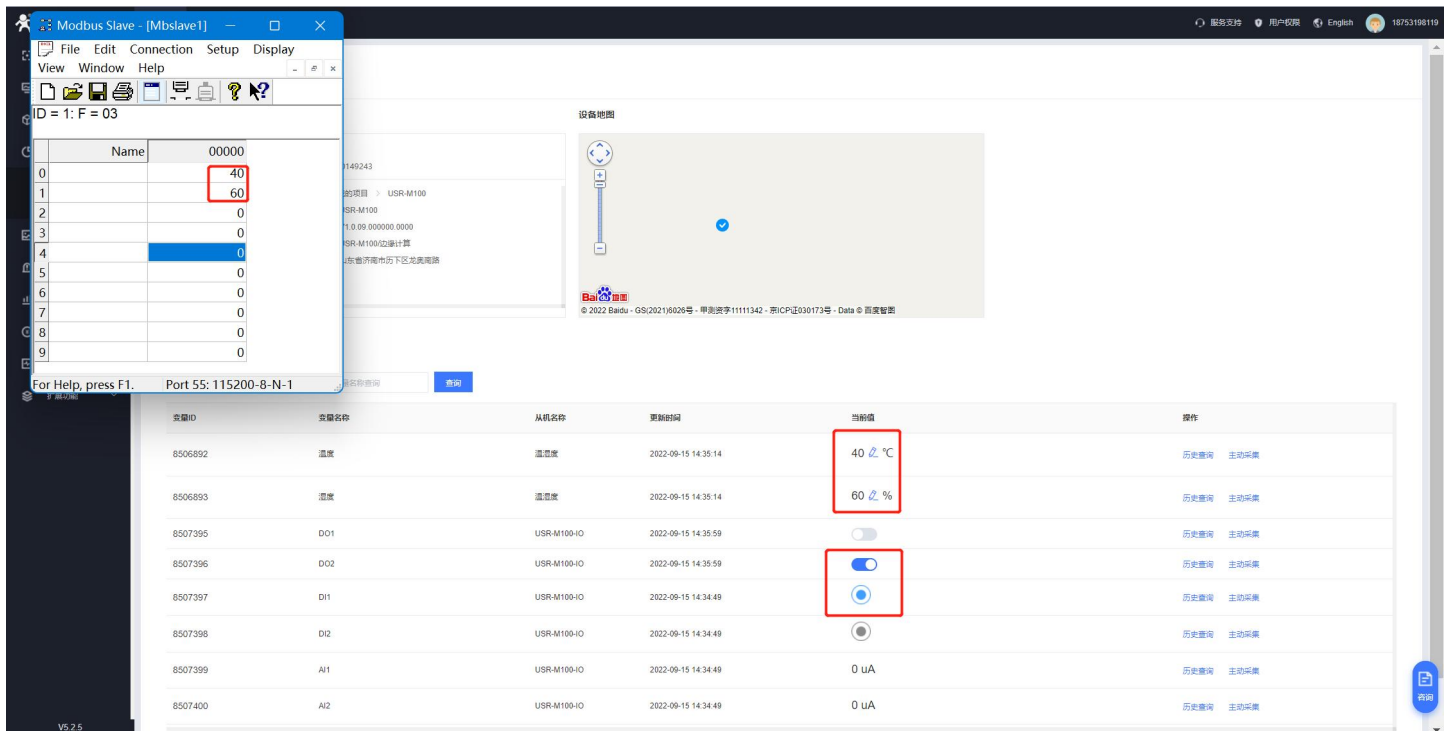 Modbus Slave - [Mbslave1]
服务支持 用户权限 English 18753198119
File Edit Connection Setup Display
View Window Help
ID = 1: F = 03
Name 00000
0 40
1 60
2 0
3 0
4 0
5 0
6 0
7 0
8 0
9 0
For Help, press F1. Port 55: 115200-8-N-1
扩展功能
V5.2.5
149243
的项目 > USR-M100
SR-M100
1.0.09.000000.0000
SR-M100/边缘计算
东省济南市历下区龙奥南路
设备地图
+
−
Bai du 地图
© 2022 Baidu - GS(2021)6026号 - 甲测资字11111342 - 京ICP证030173号 - Data © 百度智图
名称查询 查询
变量ID 变量名称 从机名称 更新时间 当前值 操作
8506892 温度 温湿度 2022-09-15 14:35:14 40 ℃ 历史查询 主动采集
8506893 湿度 温湿度 2022-09-15 14:35:14 60 % 历史查询 主动采集
8507395 DO1 USR-M100-IO 2022-09-15 14:35:59 历史查询 主动采集
8507396 DO2 USR-M100-IO 2022-09-15 14:35:59 历史查询 主动采集
8507397 DI1 USR-M100-IO 2022-09-15 14:34:49 历史查询 主动采集
8507398 DI2 USR-M100-IO 2022-09-15 14:34:49 历史查询 主动采集
8507399 AI1 USR-M100-IO 2022-09-15 14:34:49 0 uA 历史查询 主动采集
8507400 AI2 USR-M100-IO 2022-09-15 14:34:49 0 uA 历史查询 主动采集
咨询